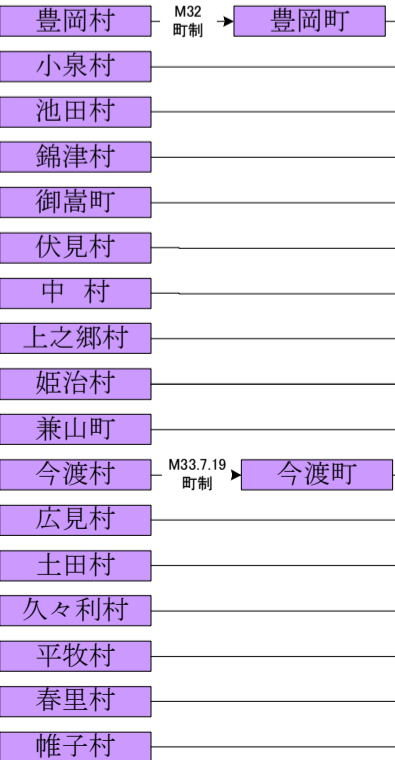 豊岡村
M32
町制
豊岡町
小泉村
池田村
錦津村
御嵩町
伏見村
中 村
上之郷村
姫治村
兼山町
今渡村
M33.7.19
町制
今渡町
広見村
土田村
久々利村
平牧村
春里村
帷子村